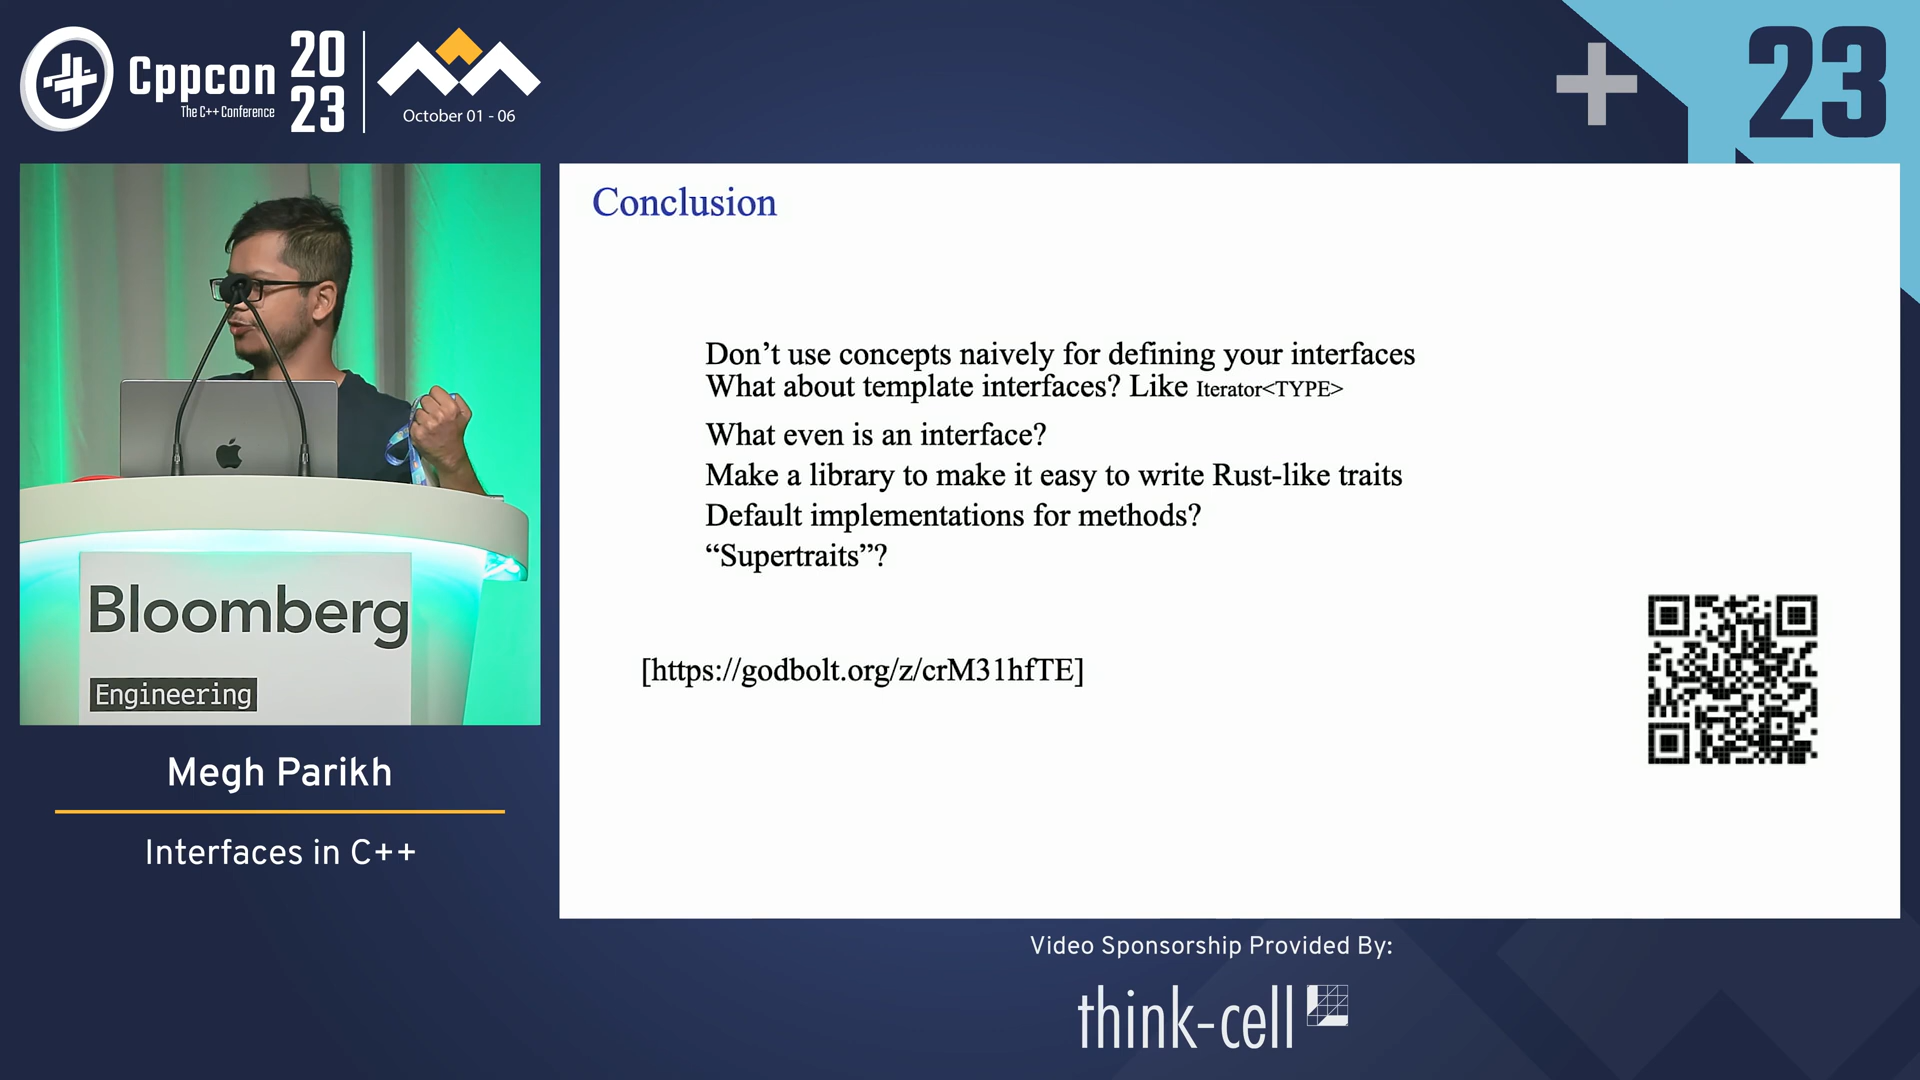 Cppcon
The C++ Conference
20
23
October 01 - 06
+ 23
Conclusion
Don’t use concepts naively for defining your interfaces
What about template interfaces? Like Iterator<TYPE>
What even is an interface?
Make a library to make it easy to write Rust-like traits
Default implementations for methods?
“Supertraits”?
[https://godbolt.org/z/crM31hfTE]
Bloomberg
Engineering
Megh Parikh
Interfaces in C++
Video Sponsorship Provided By:
think-cell